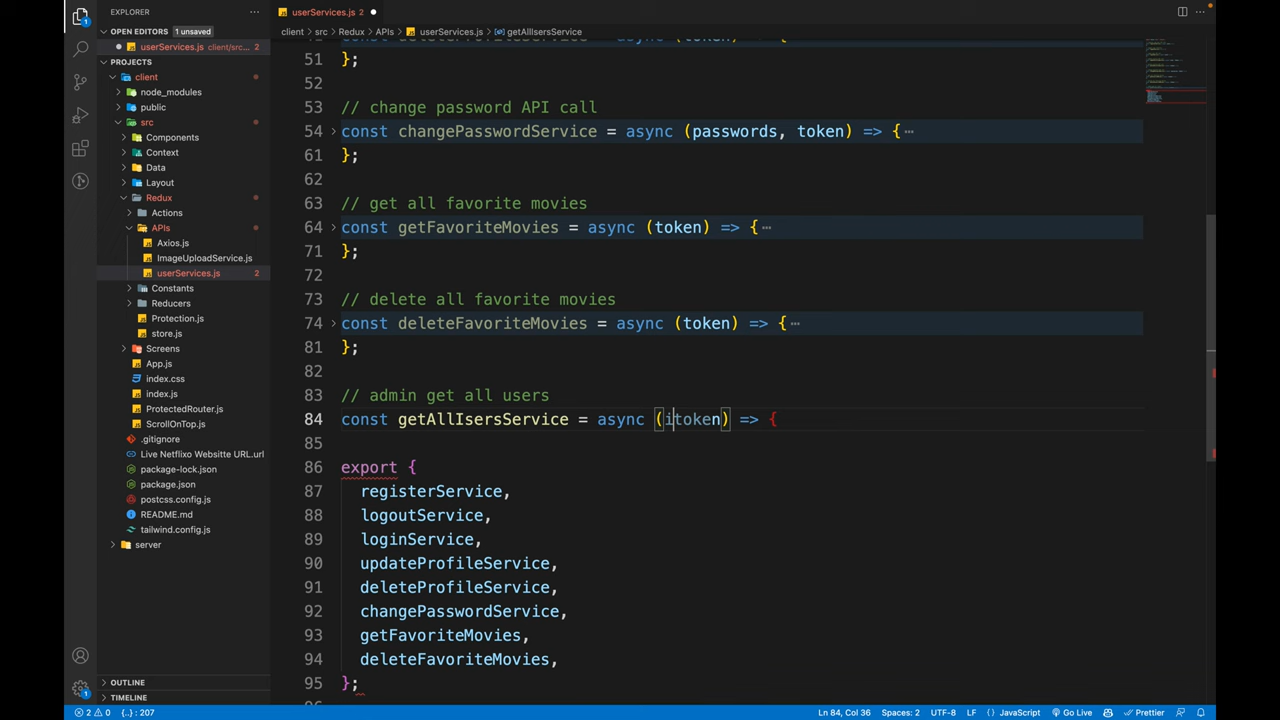 EXPLORER
OPEN EDITORS 1 unsaved
userServices.js client/src... 2
PROJECTS
client
node_modules
public
src
Components
Context
Data
Layout
Redux
Actions
APIs
Axios.js
ImageUploadService.js
userServices.js 2
Constants
Reducers
Protection.js
store.js
Screens
App.js
index.css
index.js
ProtectedRouter.js
ScrollOnTop.js
.gitignore
Live Netflixo Websitte URL.url
package-lock.json
package.json
postcss.config.js
README.md
tailwind.config.js
server
OUTLINE
TIMELINE
userServices.js 2
client > src > Redux > APIs > userServices.js > getAllIsersService
51 };
52
53 // change password API call
54 const changePasswordService = async (passwords, token) => {
61 };
62
63 // get all favorite movies
64 const getFavoriteMovies = async (token) => {
71 };
72
73 // delete all favorite movies
74 const deleteFavoriteMovies = async (token) => {
81 };
82
83 // admin get all users
84 const getAllIsersService = async (itoken) => {
85
86 export {
87 registerService,
88 logoutService,
89 loginService,
90 updateProfileService,
91 deleteProfileService,
92 changePasswordService,
93 getFavoriteMovies,
94 deleteFavoriteMovies,
95 };
1
1
2 0 {..} : 207 Ln 84, Col 36 Spaces: 2 UTF-8 LF {} JavaScript Go Live Prettier